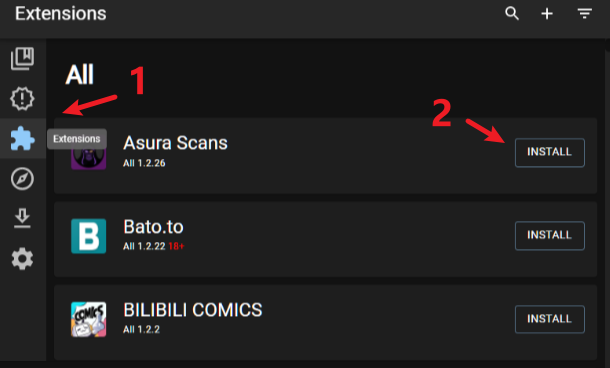 Extensions
All
1
2
Extensions
Asura Scans
All 1.2.26
INSTALL
B
Bato.to
All 1.2.22 18+
INSTALL
COMICS
BILIBILI COMICS
All 1.2.2
INSTALL